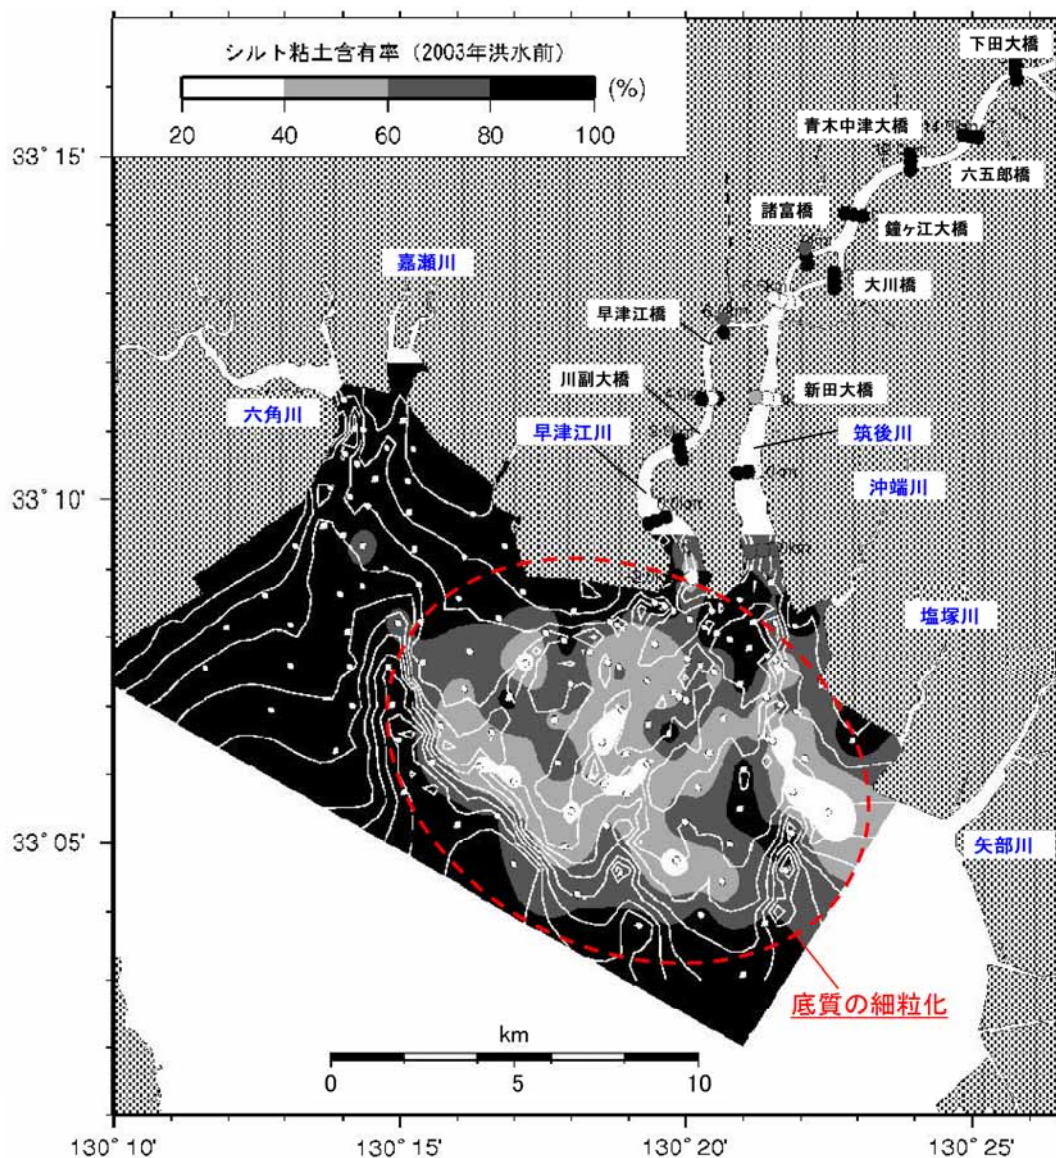 シルト粘土含有率（2003年洪水前）
(%)
20 40 60 80 100
下田大橋
青木中津大橋
33° 15'
六五郎橋
諸富橋
鐘ヶ江大橋
嘉瀬川
大川橋
早津江橋
川副大橋
新田大橋
六角川
早津江川
筑後川
33° 10'
沖端川
塩塚川
33° 05'
矢部川
底質の細粒化
km
0 5 10
130° 10' 130° 15' 130° 20' 130° 25'